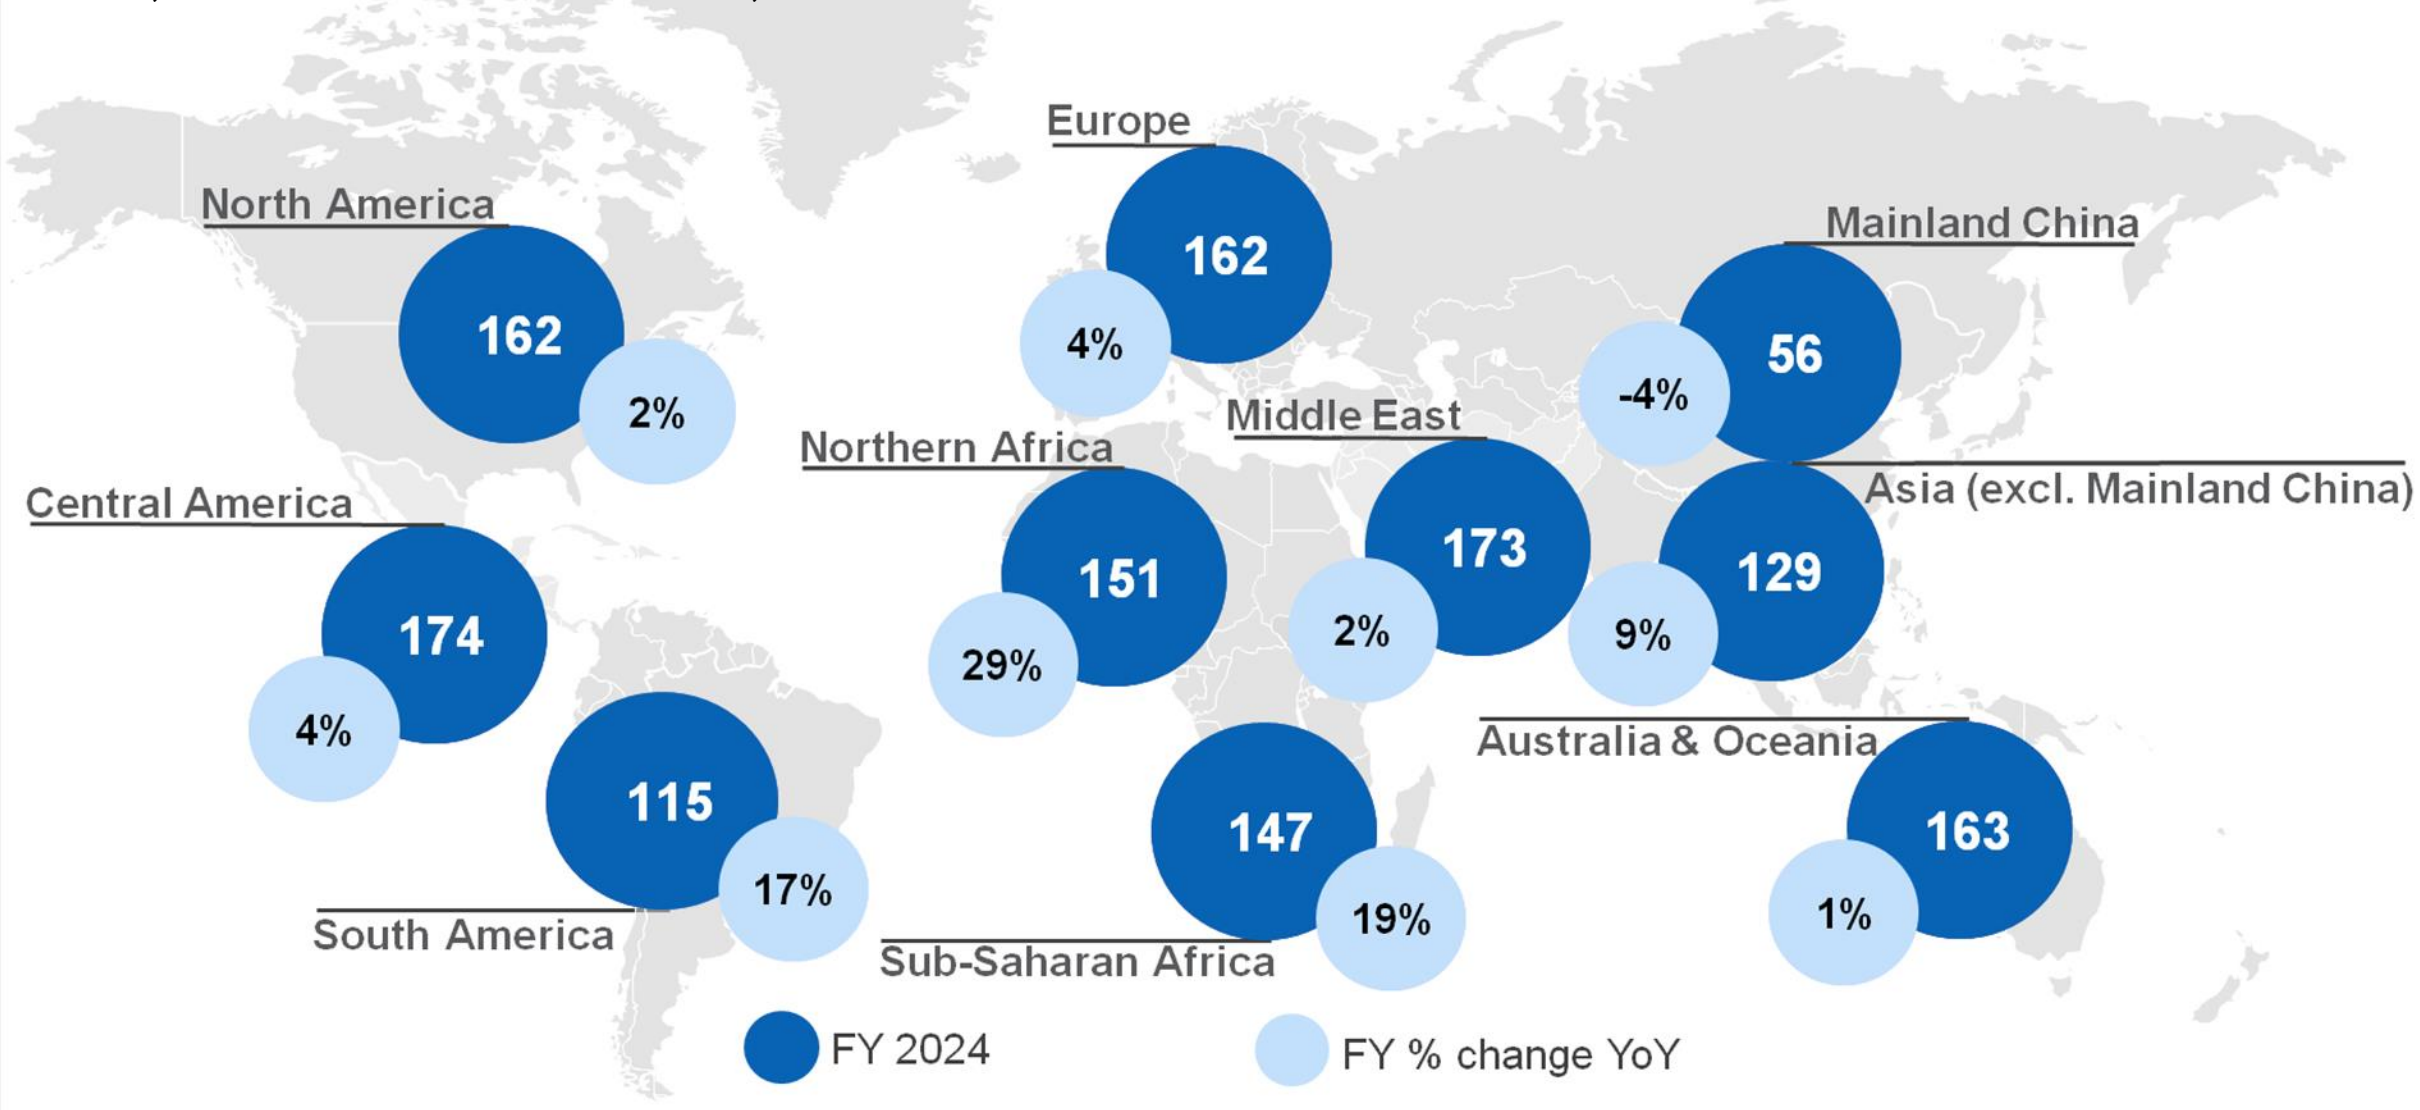 Europe
162
4%
North America
162
2%
Mainland China
56
-4%
Middle East
173
2%
Northern Africa
151
29%
Asia (excl. Mainland China)
129
9%
Central America
174
4%
South America
115
17%
Sub-Saharan Africa
147
19%
Australia & Oceania
163
1%
FY 2024
FY % change YoY